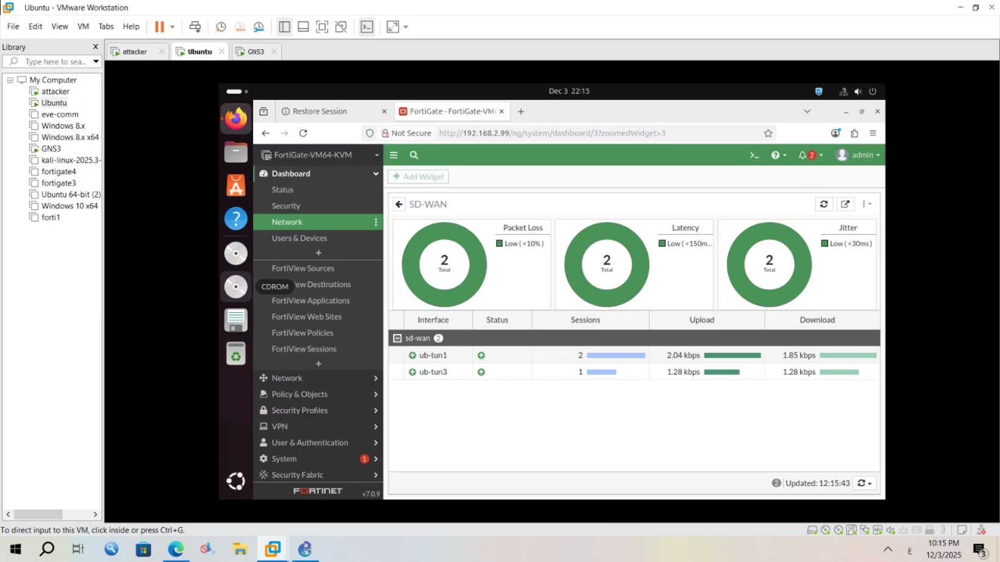 Ubuntu - VMware Workstation
File Edit View VM Tabs Help
Library
Type here to sea...
My Computer
attacker
Ubuntu
eve-comm
Windows 8.x
Windows 8.x x64
GNS3
kali-linux-2025.3-
fortigate4
fortigate3
Ubuntu 64-bit (2)
Windows 10 x64
forti1
attacker Ubuntu GNS3
Dec 3 22:15
Restore Session FortiGate - FortiGate-VM6
Not Secure http://192.168.2.99/ng/system/dashboard/3?zoomedWidget=3
FortiGate-VM64-KVM
2 admin
Dashboard
Status
Security
Network
Users & Devices
+
FortiView Sources
CDROM
ew Destinations
FortiView Applications
FortiView Web Sites
FortiView Policies
FortiView Sessions
+
Network
Policy & Objects
Security Profiles
VPN
User & Authentication
System 1
Security Fabric
FORTINET v7.0.9
+ Add Widget
SD-WAN
2
Total
Packet Loss
Low ( <10% )
2
Total
Latency
Low ( <150m...
2
Total
Jitter
Low ( <30ms )
Interface Status Sessions Upload Download
sd-wan 2
ub-tun1 2 2.04 kbps 1.85 kbps
ub-tun3 1 1.28 kbps 1.28 kbps
2 Updated: 12:15:43
To direct input to this VM, click inside or press Ctrl+G.
ع
10:15 PM
12/3/2025
3